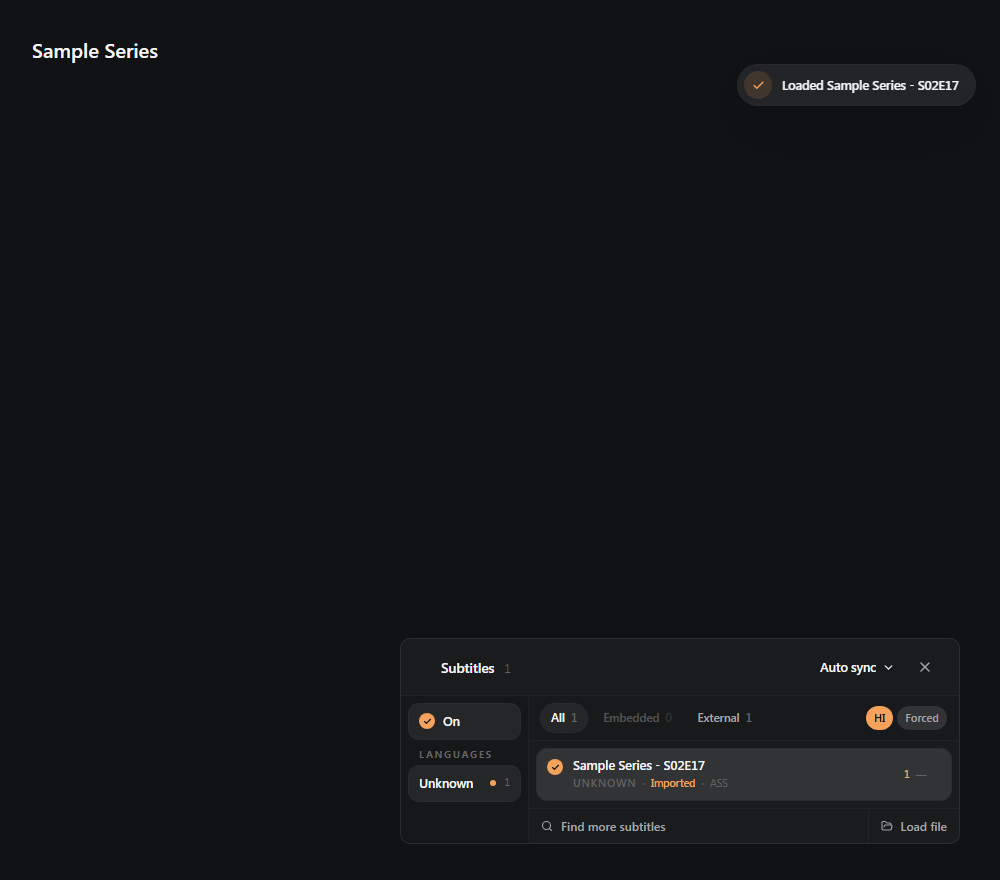 Sample Series
Loaded Sample Series - S02E17
Subtitles 1
Auto sync
On
All 1
Embedded 0
External 1
HI
Forced
LANGUAGES
Unknown 1
Sample Series - S02E17
UNKNOWN · Imported · ASS
1 —
Find more subtitles
Load file